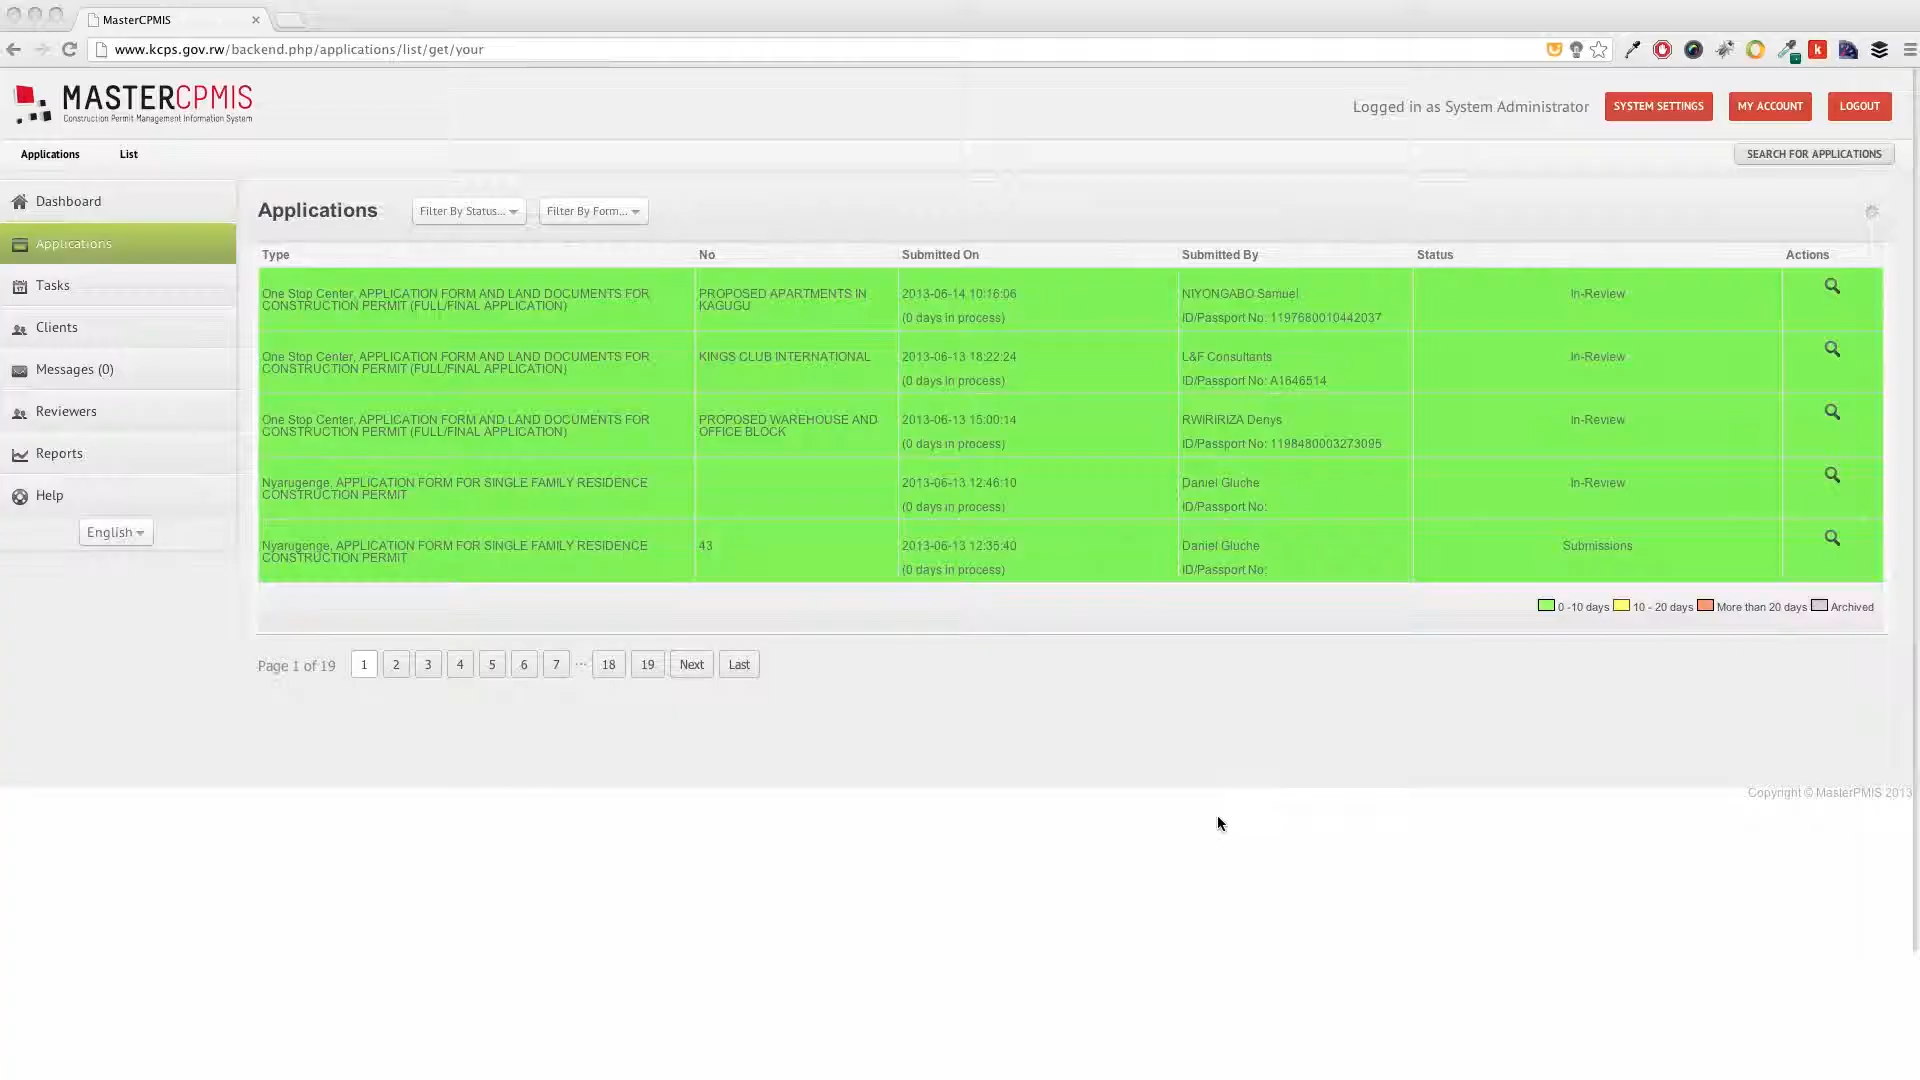 MasterCPMIS
www.kcps.gov.rw/backend.php/applications/list/get/your
MASTERCPMIS
Construction Permit Management Information System
Logged in as System Administrator
SYSTEM SETTINGS
MY ACCOUNT
LOGOUT
Applications
List
SEARCH FOR APPLICATIONS
Dashboard
Applications
Tasks
Clients
Messages (0)
Reviewers
Reports
Help
English
Applications
Filter By Status...
Filter By Form...
Type No Submitted On Submitted By Status Actions
One Stop Center, APPLICATION FORM AND LAND DOCUMENTS FOR
CONSTRUCTION PERMIT (FULL/FINAL APPLICATION)
PROPOSED APARTMENTS IN
KAGUGU
2013-06-14 10:16:06
(0 days in process)
NIYONGABO Samuel
ID/Passport No: 1197680010442037
In-Review
One Stop Center, APPLICATION FORM AND LAND DOCUMENTS FOR
CONSTRUCTION PERMIT (FULL/FINAL APPLICATION)
KINGS CLUB INTERNATIONAL
2013-06-13 18:22:24
(0 days in process)
L&F Consultants
ID/Passport No: A1646514
In-Review
One Stop Center, APPLICATION FORM AND LAND DOCUMENTS FOR
CONSTRUCTION PERMIT (FULL/FINAL APPLICATION)
PROPOSED WAREHOUSE AND
OFFICE BLOCK
2013-06-13 15:00:14
(0 days in process)
RWIRIRIZA Denys
ID/Passport No: 1198480003273095
In-Review
Nyarugenge, APPLICATION FORM FOR SINGLE FAMILY RESIDENCE
CONSTRUCTION PERMIT
2013-06-13 12:46:10
(0 days in process)
Daniel Gluche
ID/Passport No:
In-Review
Nyarugenge, APPLICATION FORM FOR SINGLE FAMILY RESIDENCE
CONSTRUCTION PERMIT
43
2013-06-13 12:35:40
(0 days in process)
Daniel Gluche
ID/Passport No:
Submissions
0 -10 days 10 - 20 days More than 20 days Archived
Page 1 of 19 1 2 3 4 5 6 7 ... 18 19 Next Last
Copyright © MasterPMIS 2013